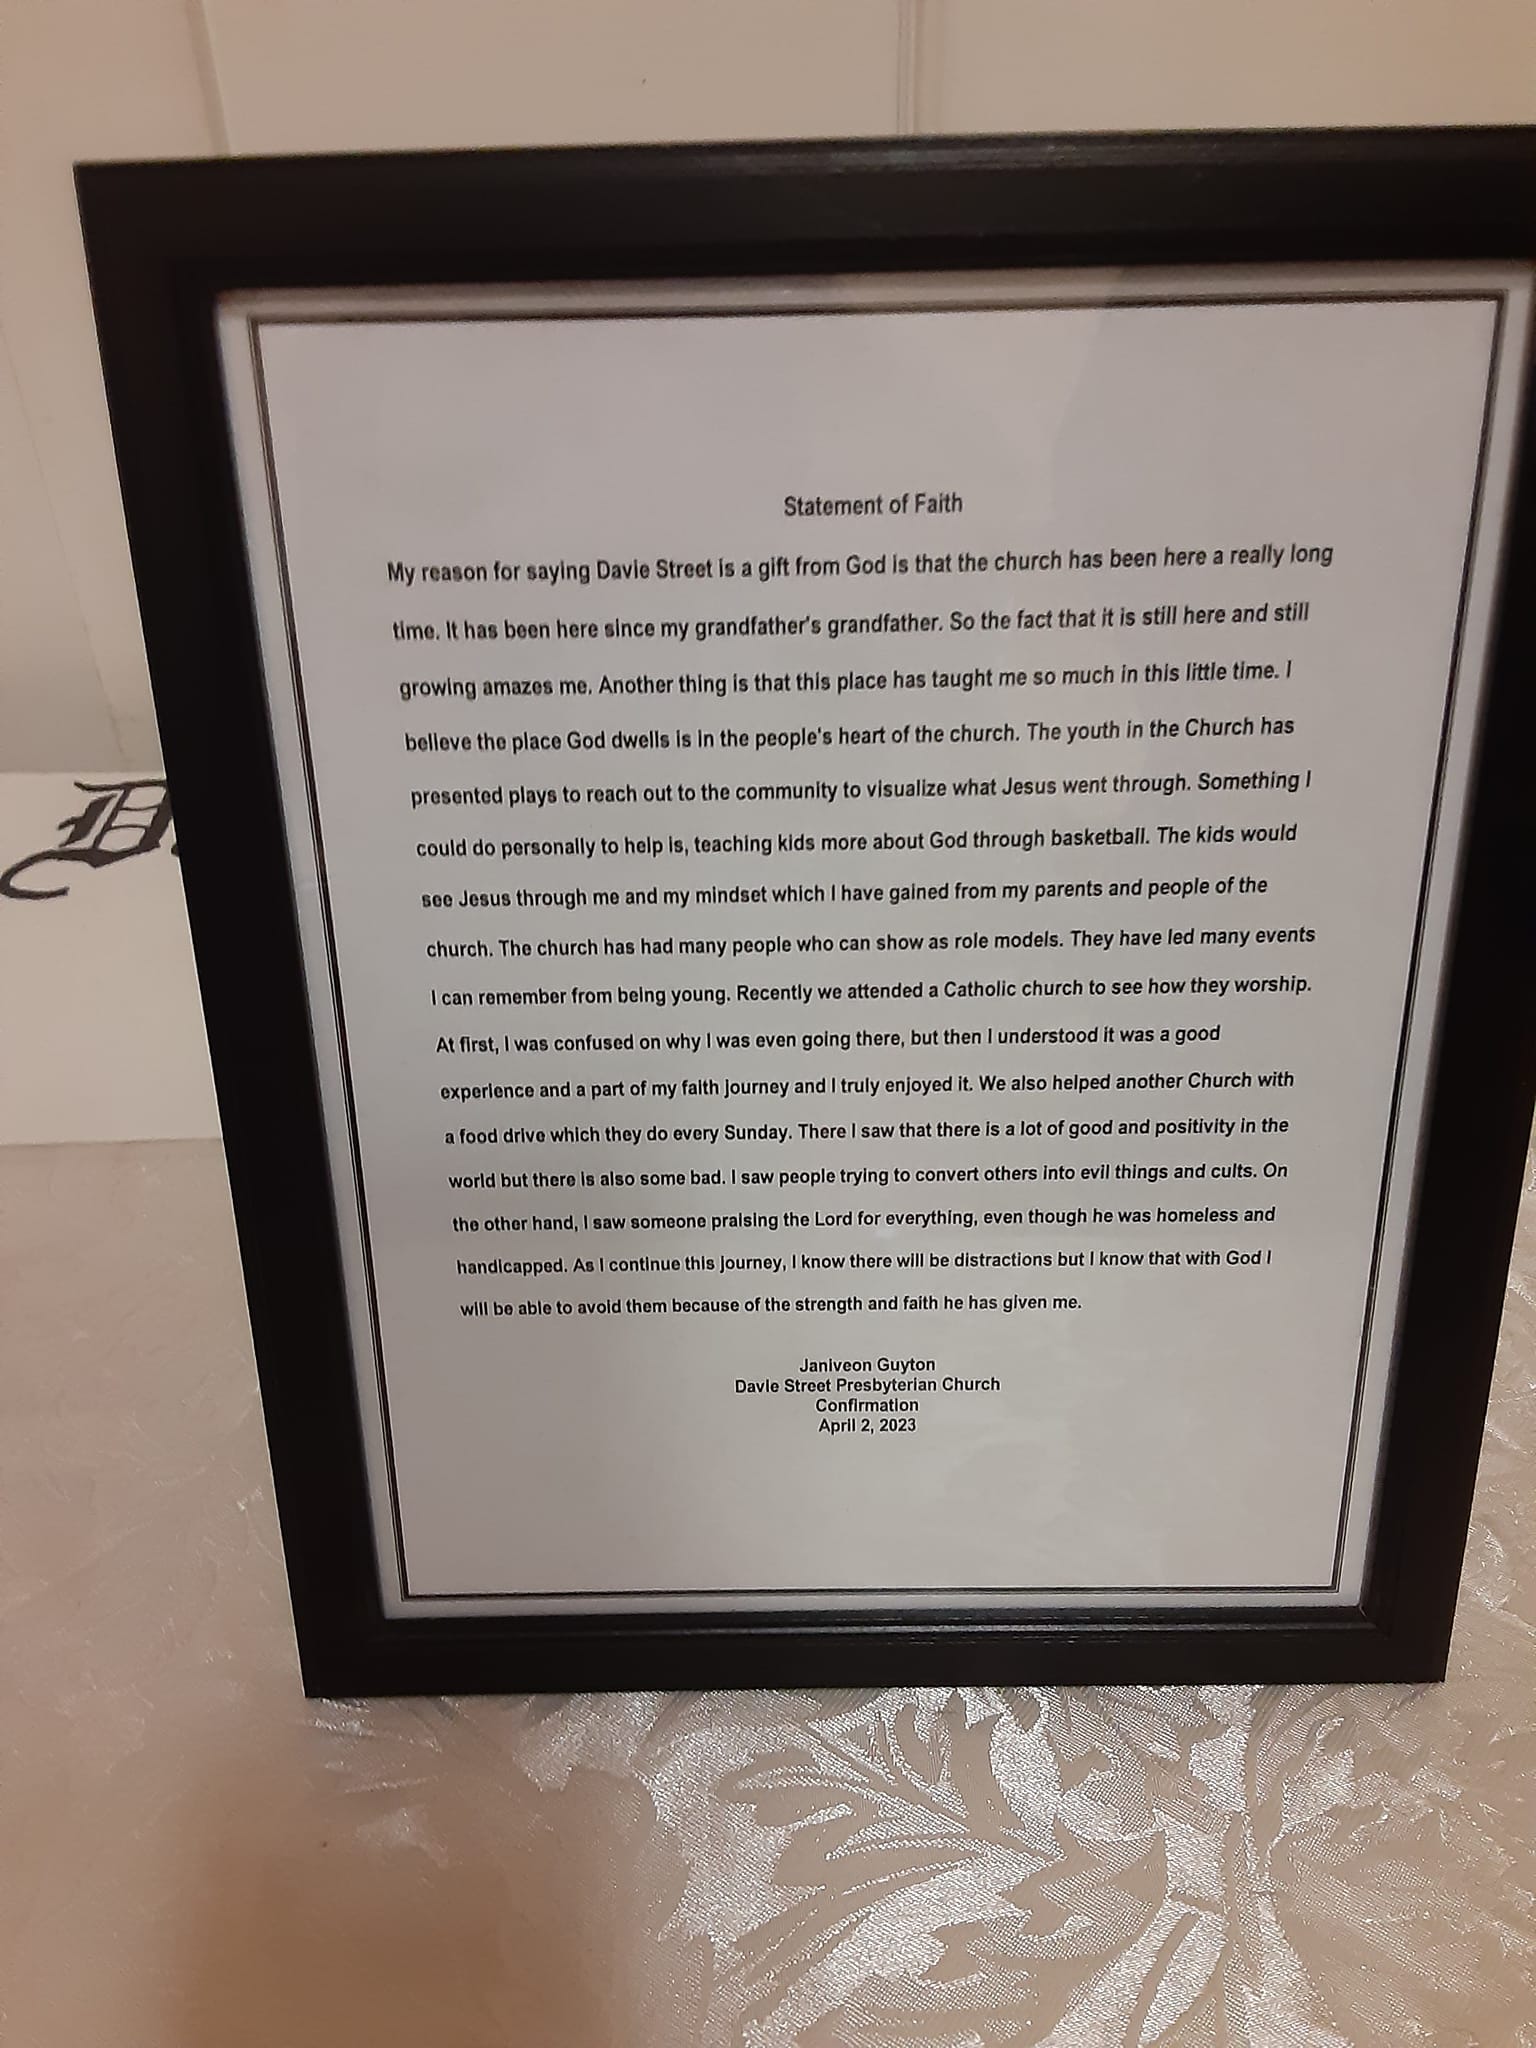 Statement of Faith
My reason for saying Davie Street is a gift from God is that the church has been here a really long
time. It has been here since my grandfather's grandfather. So the fact that it is still here and still
growing amazes me. Another thing is that this place has taught me so much in this little time. I
believe the place God dwells is in the people's heart of the church. The youth in the Church has
presented plays to reach out to the community to visualize what Jesus went through. Something I
could do personally to help is, teaching kids more about God through basketball. The kids would
see Jesus through me and my mindset which I have gained from my parents and people of the
church. The church has had many people who can show as role models. They have led many events
I can remember from being young. Recently we attended a Catholic church to see how they worship.
At first, I was confused on why I was even going there, but then I understood it was a good
experience and a part of my faith journey and I truly enjoyed it. We also helped another Church with
a food drive which they do every Sunday. There I saw that there is a lot of good and positivity in the
world but there is also some bad. I saw people trying to convert others into evil things and cults. On
the other hand, I saw someone praising the Lord for everything, even though he was homeless and
handicapped. As I continue this journey, I know there will be distractions but I know that with God I
will be able to avoid them because of the strength and faith he has given me.
Janiveon Guyton
Davie Street Presbyterian Church
Confirmation
April 2, 2023